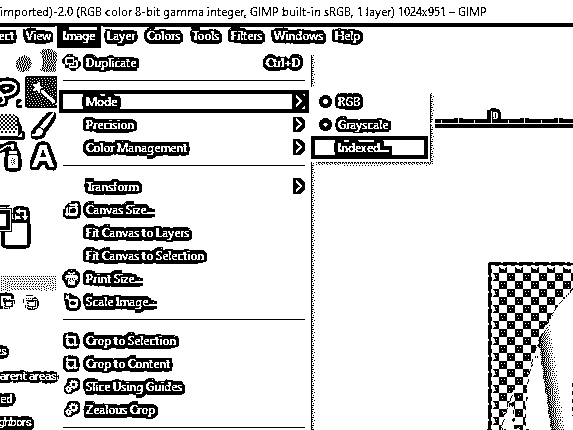 imported)-2.0 (RGB color 8-bit gamma integer, GIMP built-in sRGB, 1 layer) 1024x951 – GIMP
ect View Image Layer Colors Tools Filters Windows Help
Duplicate Ctrl+D
Mode
RGB
Precision
Grayscale
Color Management
Indexed...
Transform
Canvas Size...
Fit Canvas to Layers
Fit Canvas to Selection
Print Size...
Scale Image...
Crop to Selection
Crop to Content
Slice Using Guides
Zealous Crop
arent areas
ed
ghbors